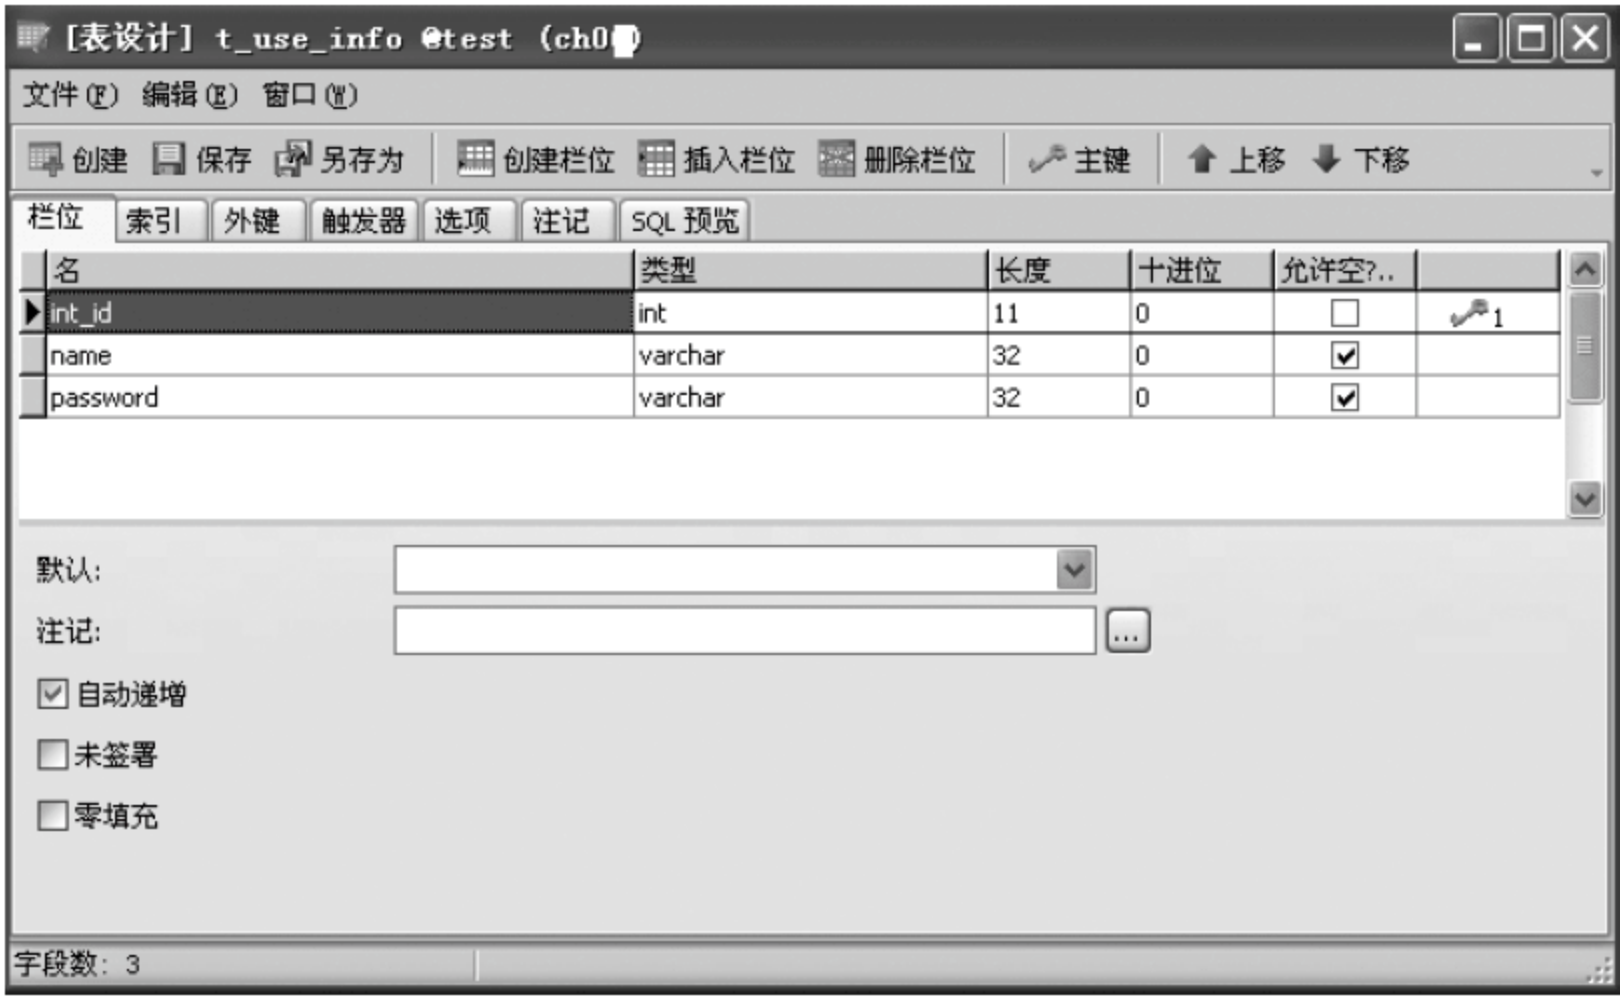 [表设计] t_use_info @test (ch0
文件(F) 编辑(E) 窗口(W)
创建 保存 另存为 创建栏位 插入栏位 删除栏位 主键 上移 下移
栏位 索引 外键 触发器 选项 注记 SQL 预览
名 类型 长度 十进位 允许空?..
int_id int 11 0 1
name varchar 32 0
password varchar 32 0
默认:
注记:
...
自动递增
未签署
零填充
字段数: 3